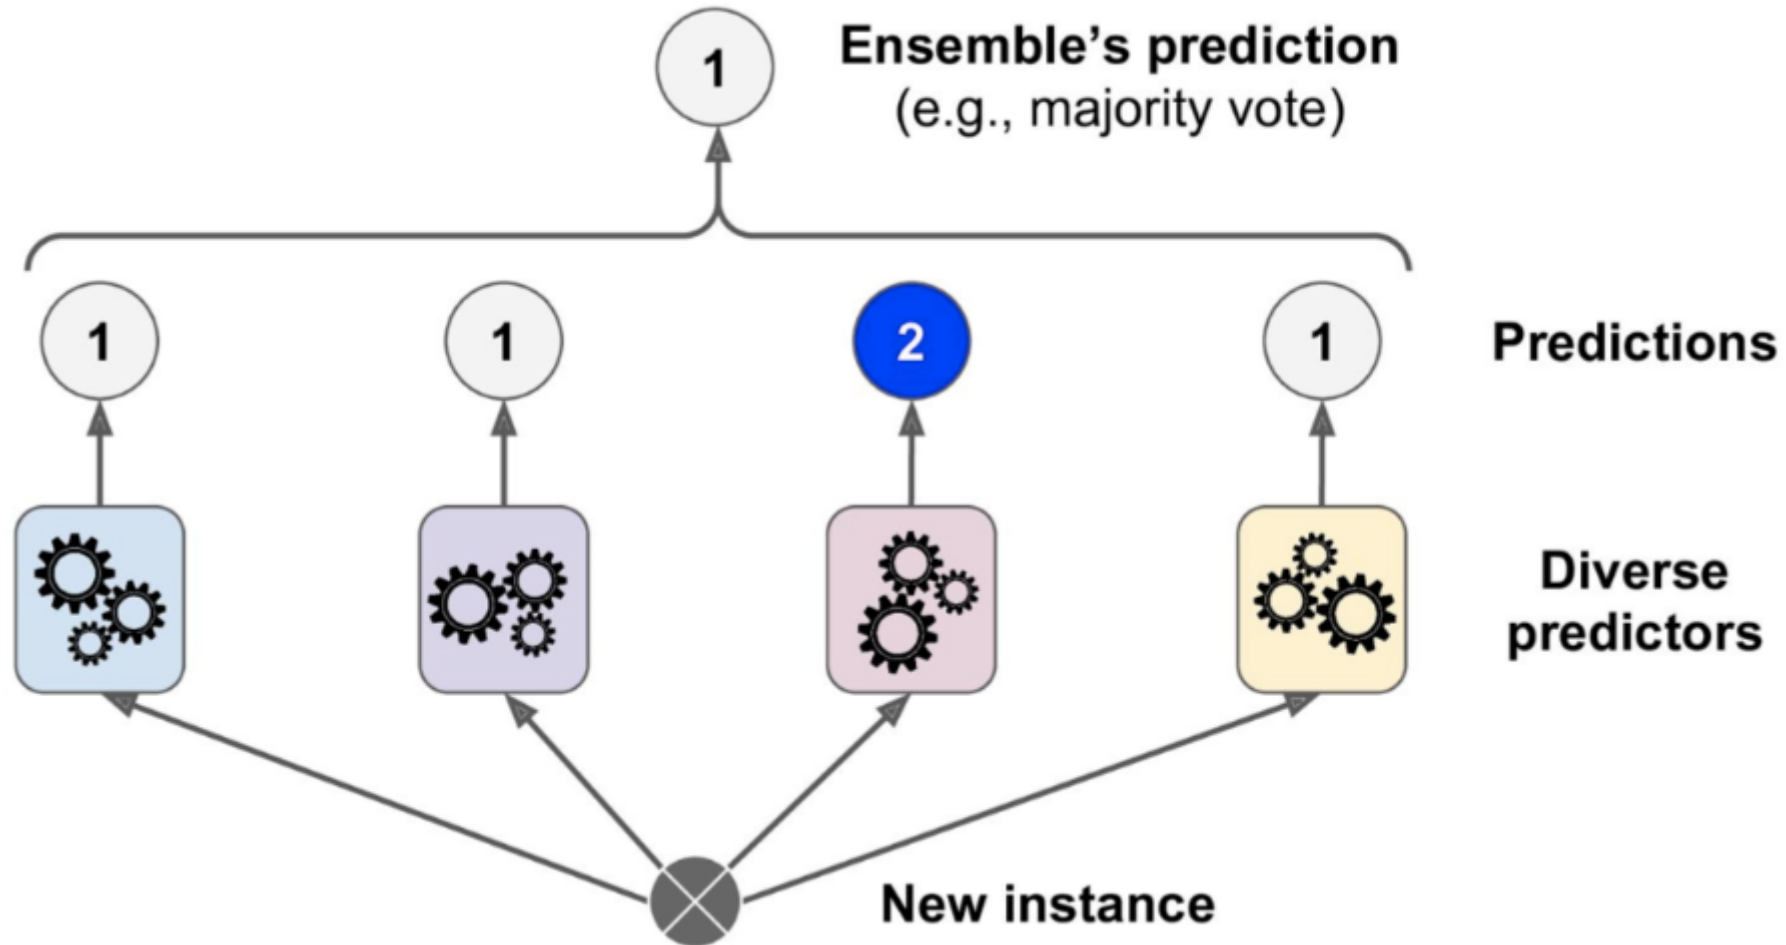 1
Ensemble’s prediction
(e.g., majority vote)
1
1
2
1
Predictions
Diverse
predictors
New instance